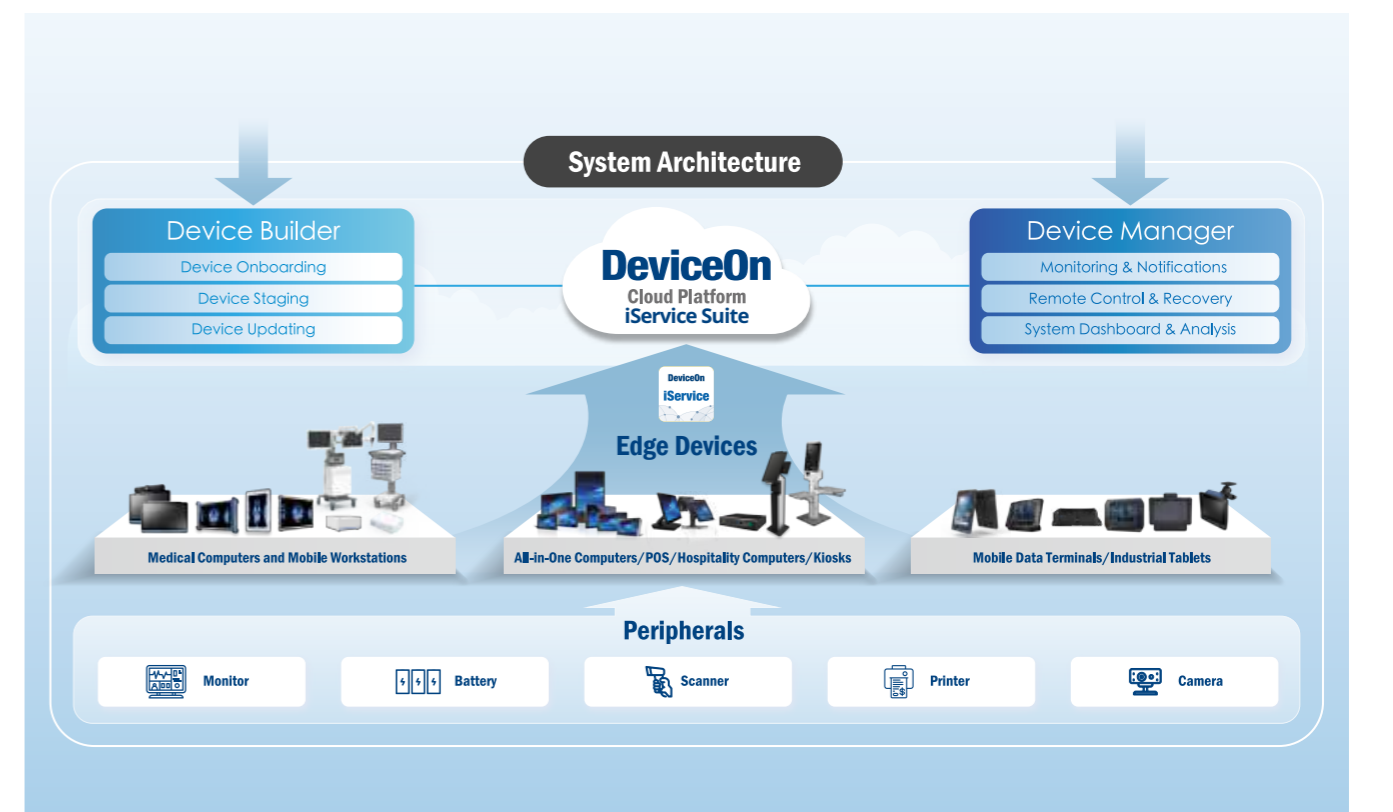 System Architecture
Device Builder
Device Onboarding
Device Staging
Device Updating
DeviceOn
Cloud Platform
iService Suite
Device Manager
Monitoring & Notifications
Remote Control & Recovery
System Dashboard & Analysis
DeviceOn
iService
Edge Devices
Medical Computers and Mobile Workstations
All-in-One Computers/POS/Hospitality Computers/Kiosks
Mobile Data Terminals/Industrial Tablets
Peripherals
Monitor
Battery
Scanner
Printer
Camera